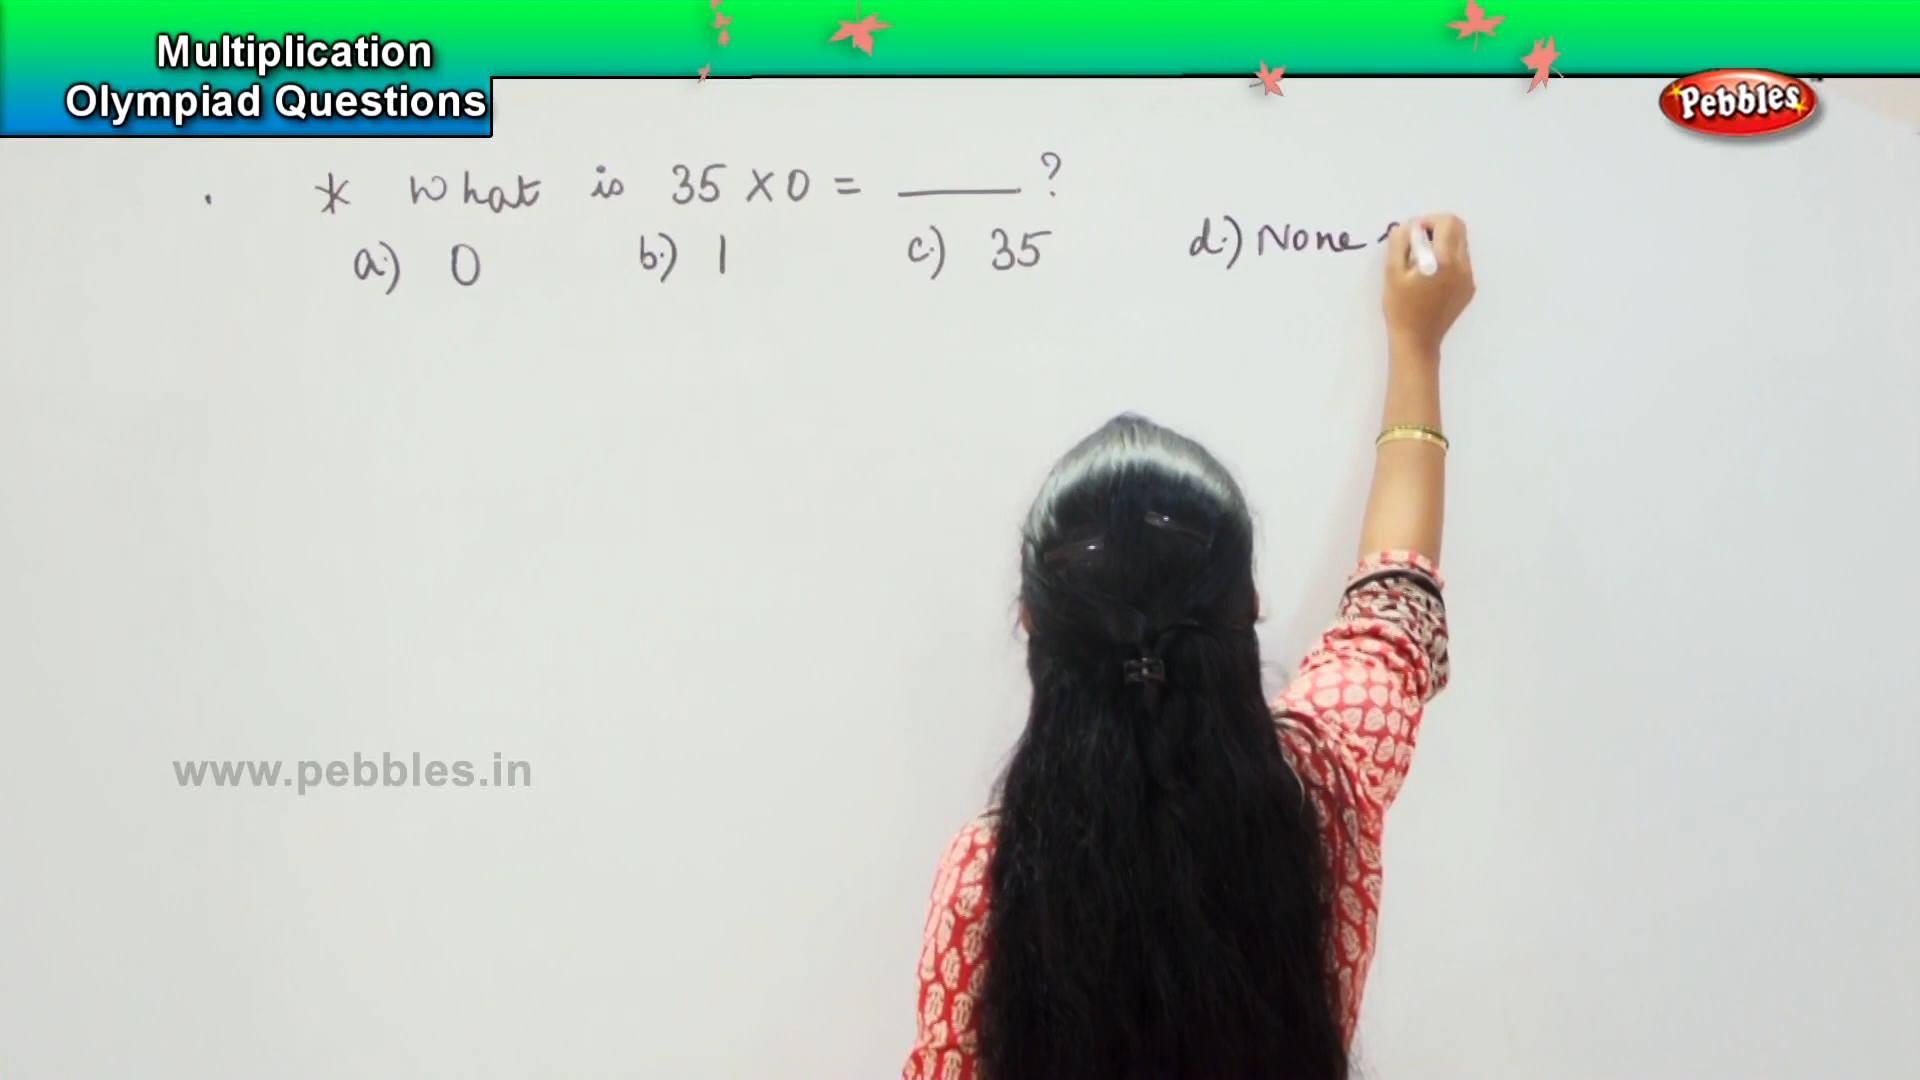 Multiplication
Olympiad Questions
Pebbles
* What is 35 × 0 = ____ ?
a.) 0 b.) 1 c.) 35 d.) None
www.pebbles.in